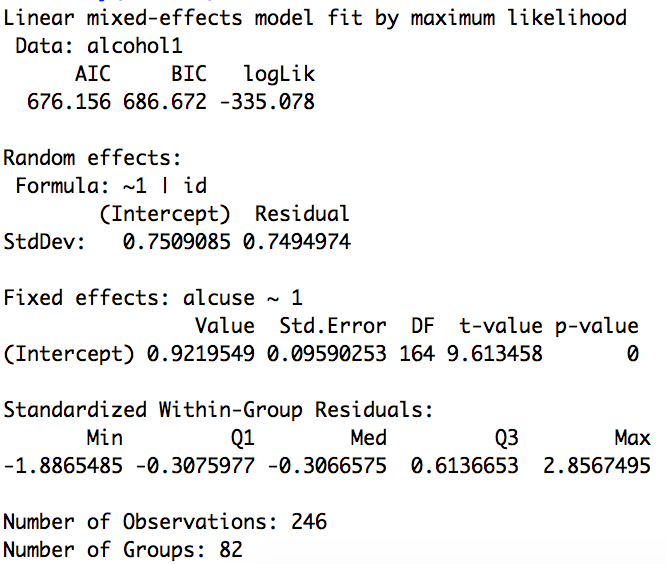 Linear mixed-effects model fit by maximum likelihood
Data: alcohol1
AIC BIC logLik
676.156 686.672 -335.078
Random effects:
Formula: ~1 | id
(Intercept) Residual
StdDev: 0.7509085 0.7494974
Fixed effects: alcuse ~ 1
Value Std.Error DF t-value p-value
(Intercept) 0.9219549 0.09590253 164 9.613458 0
Standardized Within-Group Residuals:
Min Q1 Med Q3 Max
-1.8865485 -0.3075977 -0.3066575 0.6136653 2.8567495
Number of Observations: 246
Number of Groups: 82